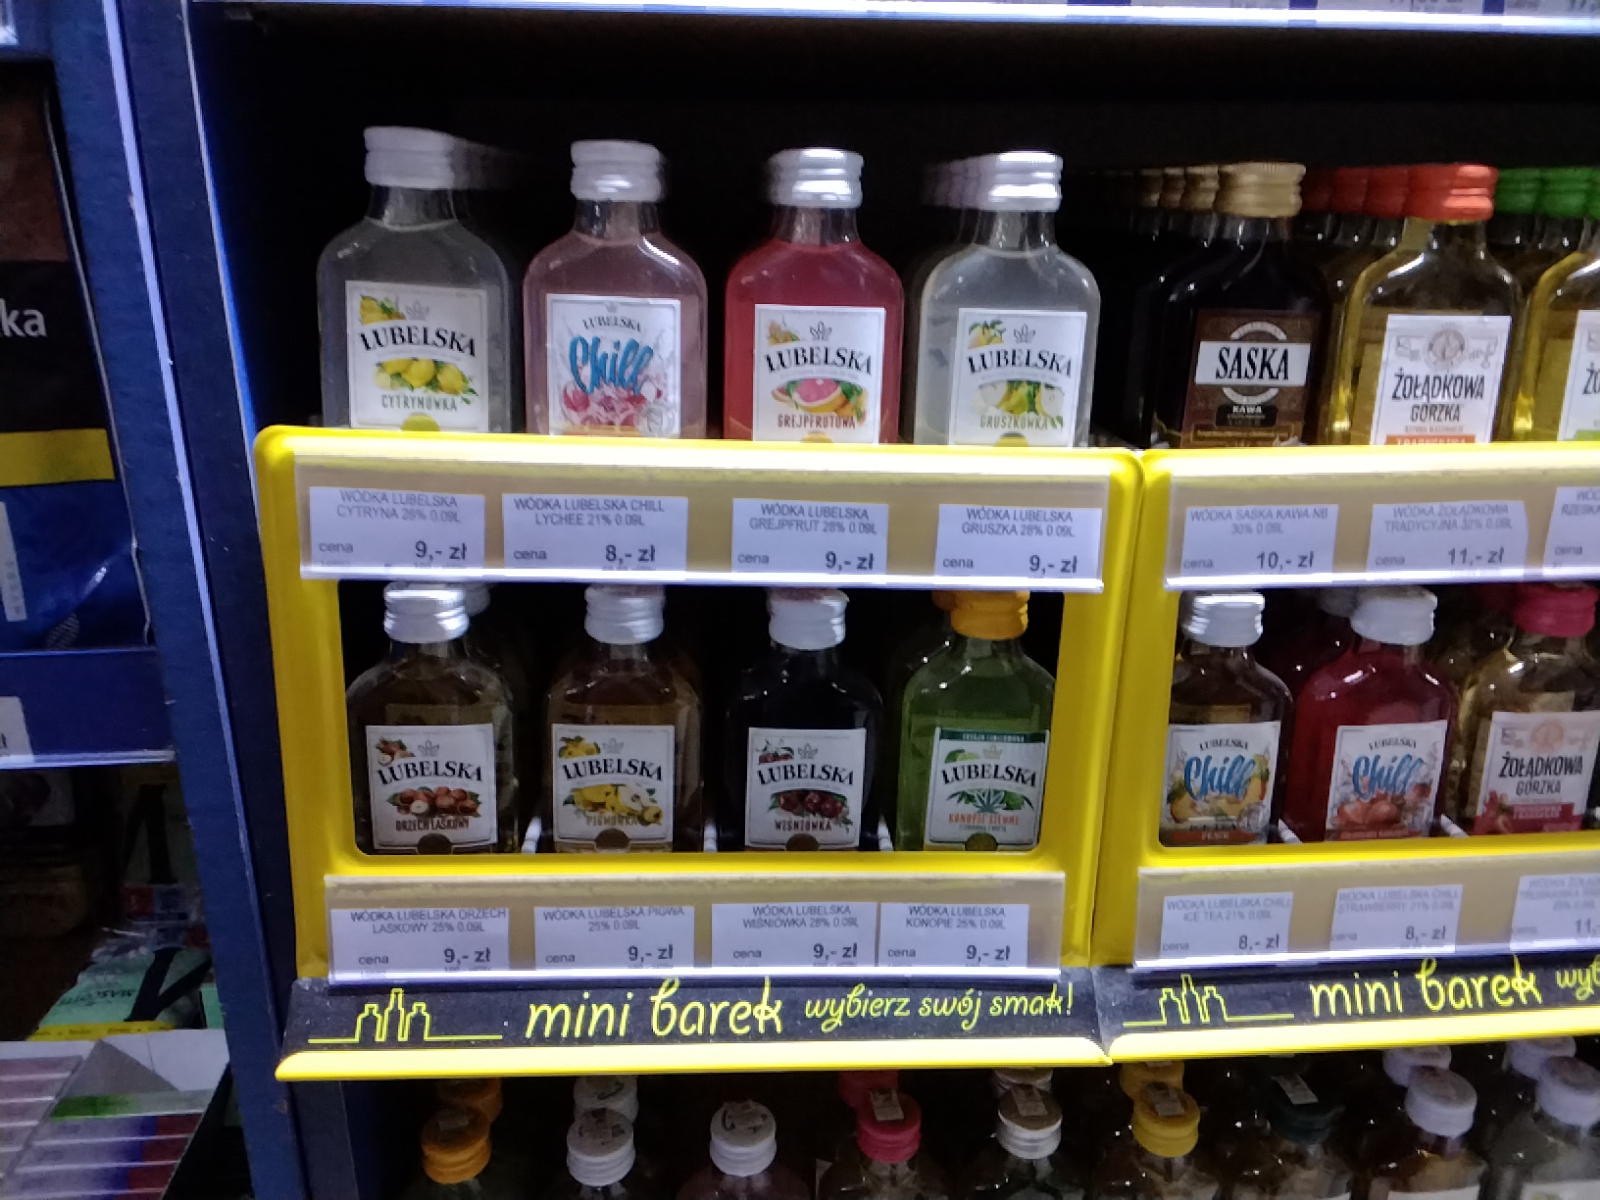 ka
LUBELSKA
CYTRYNÓWKA
LUBELSKA
Chill
LUBELSKA
GREJPFRUTOWA
LUBELSKA
GRUSZKÓWKA
SASKA
KAWA
ŻOŁĄDKOWA
GORZKA
WÓDKA LUBELSKA
CYTRYNA 28% 0.09L
cena 9,- zł
WÓDKA LUBELSKA CHILL
LYCHEE 21% 0.09L
cena 8,- zł
WÓDKA LUBELSKA
GREJPFRUT 28% 0.09L
cena 9,- zł
WÓDKA LUBELSKA
GRUSZKA 28% 0.09L
cena 9,- zł
WÓDKA SASKA KAWA NB
30% 0.09L
cena 10,- zł
WÓDKA ŻOŁĄDKOWA
TRADYCYJNA 32% 0.09L
cena 11,- zł
cena
LUBELSKA
ORZECH LASKOWY
LUBELSKA
PIGWÓWKA
LUBELSKA
WIŚNIÓWKA
LUBELSKA
KONOPIE SIEWNE
LUBELSKA
Chill
LUBELSKA
Chill
ŻOŁĄDKOWA
GORZKA
WÓDKA LUBELSKA ORZECH
LASKOWY 25% 0.09L
cena 9,- zł
WÓDKA LUBELSKA PIGWA
25% 0.09L
cena 9,- zł
WÓDKA LUBELSKA
WIŚNIÓWKA 28% 0.09L
cena 9,- zł
WÓDKA LUBELSKA
KONOPIE 25% 0.09L
cena 9,- zł
WÓDKA LUBELSKA CHILL
ICE TEA 21% 0.09L
cena 8,- zł
WÓDKA LUBELSKA CHILL
STRAWBERRY 21% 0.09L
cena 8,- zł
cena 11,-
mini barek wybierz swój smak!
mini barek wyb